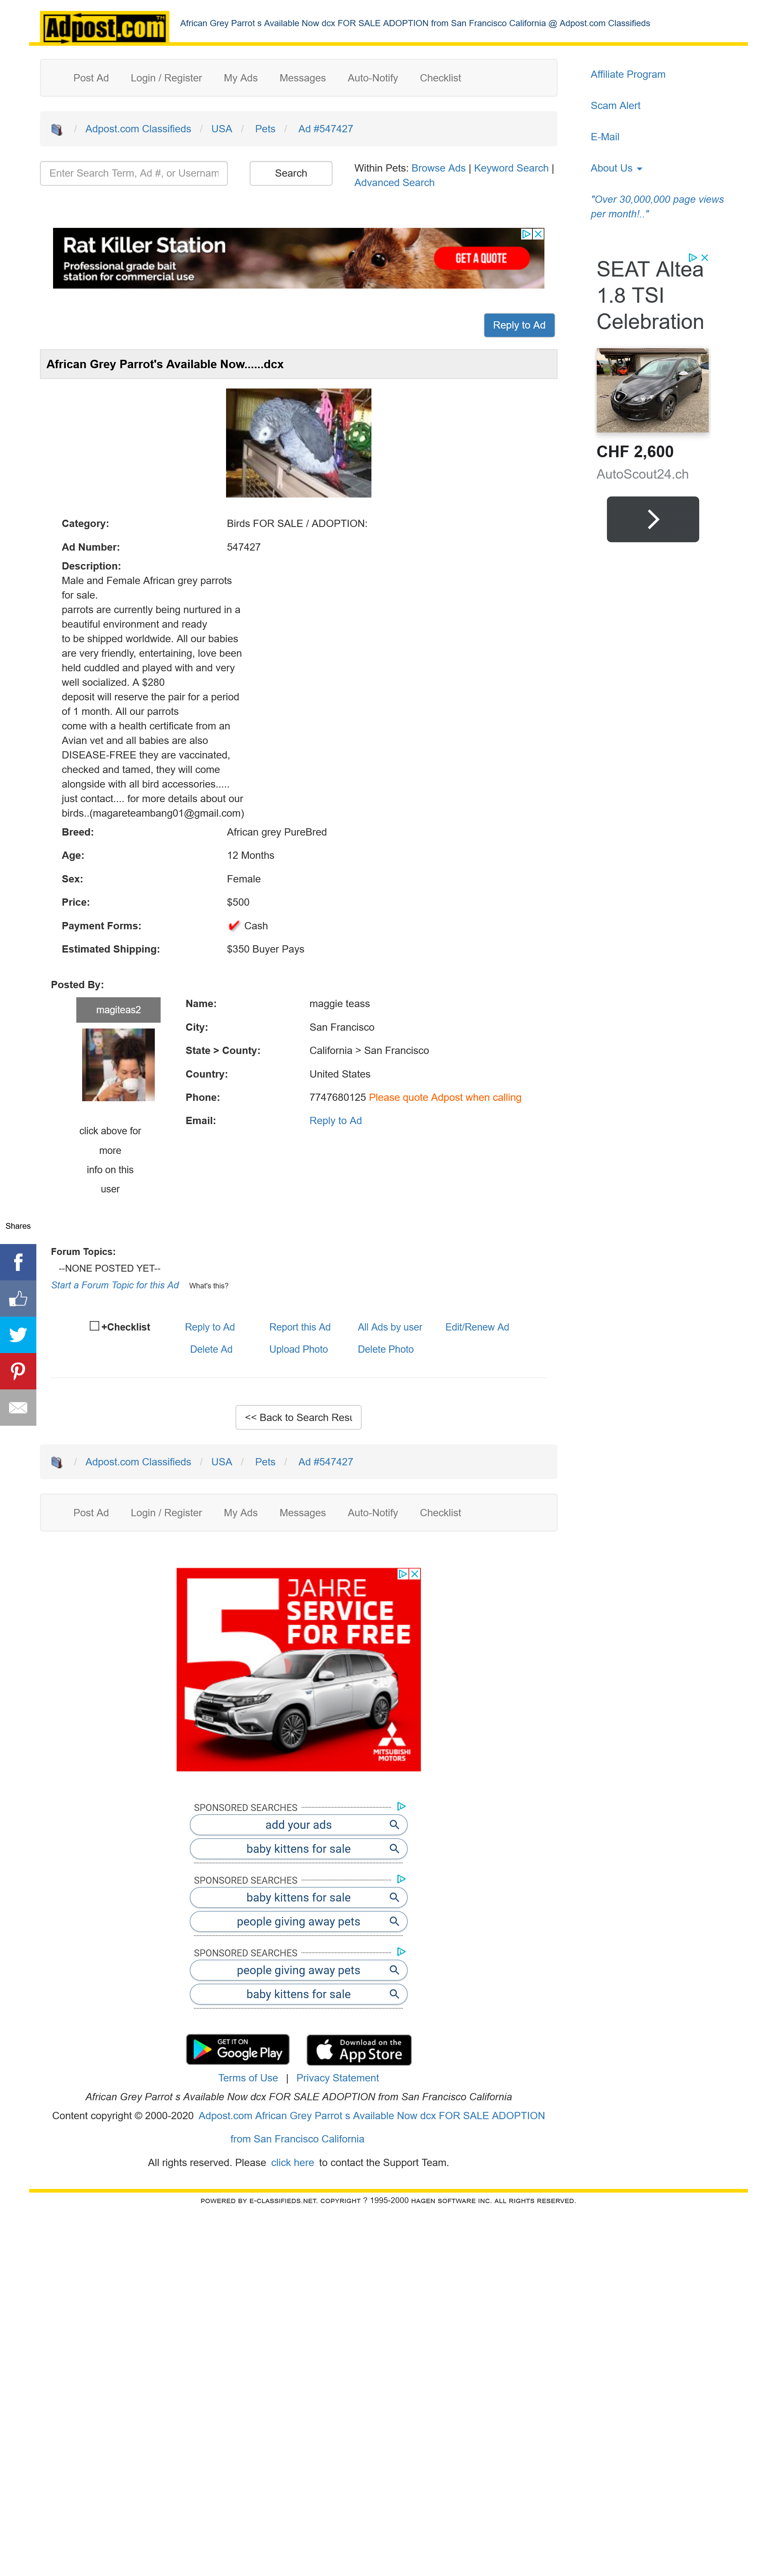 Adpost.com TM
African Grey Parrot s Available Now dcx FOR SALE ADOPTION from San Francisco California @ Adpost.com Classifieds
Post Ad Login / Register My Ads Messages Auto-Notify Checklist
Affiliate Program
Scam Alert
E-Mail
About Us
"Over 30,000,000 page views
per month!.."
/ Adpost.com Classifieds / USA / Pets / Ad #547427
Enter Search Term, Ad #, or Usernam
Search
Within Pets: Browse Ads | Keyword Search |
Advanced Search
Rat Killer Station
Professional grade bait
station for commercial use
GET A QUOTE
SEAT Altea
1.8 TSI
Celebration
CHF 2,600
AutoScout24.ch
Reply to Ad
African Grey Parrot's Available Now......dcx
Category: Birds FOR SALE / ADOPTION:
Ad Number: 547427
Description:
Male and Female African grey parrots
for sale.
parrots are currently being nurtured in a
beautiful environment and ready
to be shipped worldwide. All our babies
are very friendly, entertaining, love been
held cuddled and played with and very
well socialized. A $280
deposit will reserve the pair for a period
of 1 month. All our parrots
come with a health certificate from an
Avian vet and all babies are also
DISEASE-FREE they are vaccinated,
checked and tamed, they will come
alongside with all bird accessories.....
just contact.... for more details about our
birds..(magareteambang01@gmail.com)
Breed: African grey PureBred
Age: 12 Months
Sex: Female
Price: $500
Payment Forms: Cash
Estimated Shipping: $350 Buyer Pays
Posted By:
magiteas2
click above for
more
info on this
user
Name: maggie teass
City: San Francisco
State > County: California > San Francisco
Country: United States
Phone: 7747680125 Please quote Adpost when calling
Email: Reply to Ad
Shares
Forum Topics:
--NONE POSTED YET--
Start a Forum Topic for this Ad What's this?
+Checklist Reply to Ad Report this Ad All Ads by user Edit/Renew Ad
Delete Ad Upload Photo Delete Photo
<< Back to Search Resu
/ Adpost.com Classifieds / USA / Pets / Ad #547427
Post Ad Login / Register My Ads Messages Auto-Notify Checklist
5 JAHRE
SERVICE
FOR FREE
MITSUBISHI
MOTORS
SPONSORED SEARCHES
add your ads
baby kittens for sale
SPONSORED SEARCHES
baby kittens for sale
people giving away pets
SPONSORED SEARCHES
people giving away pets
baby kittens for sale
GET IT ON
Google Play
Download on the
App Store
Terms of Use | Privacy Statement
African Grey Parrot s Available Now dcx FOR SALE ADOPTION from San Francisco California
Content copyright © 2000-2020 Adpost.com African Grey Parrot s Available Now dcx FOR SALE ADOPTION
from San Francisco California
All rights reserved. Please click here to contact the Support Team.
POWERED BY E-CLASSIFIEDS.NET. COPYRIGHT ? 1995-2000 HAGEN SOFTWARE INC. ALL RIGHTS RESERVED.